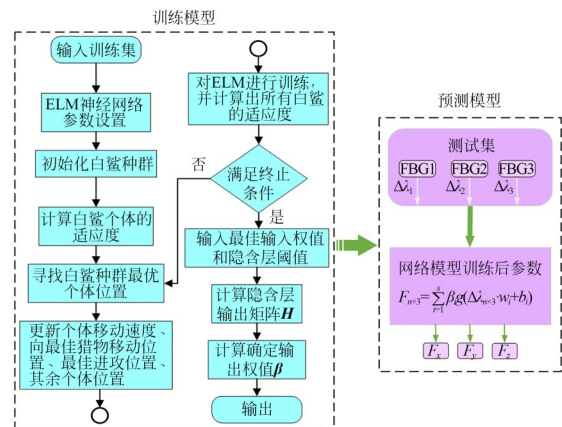 训练模型
输入训练集
ELM神经网络
参数设置
初始化白鲨种群
计算白鲨个体的
适应度
寻找白鲨种群最优
个体位置
更新个体移动速度、
向最佳猎物移动位
置、最佳进攻位置、
其余个体位置
对ELM进行训练,
并计算出所有白鲨
的适应度
否
满足终止
条件
是
输入最佳输入权值
和隐含层阈值
计算隐含层
输出矩阵H
计算确定输
出权值β
输出
预测模型
测试集
FBG1 FBG2 FBG3
Δλ₁ Δλ₂ Δλ₃
网络模型训练后参数
Fₙ×₃=∑ᵢ₌₁ˢ βg(Δλₙ×₃·wᵢ+bᵢ)
Fx Fy Fz